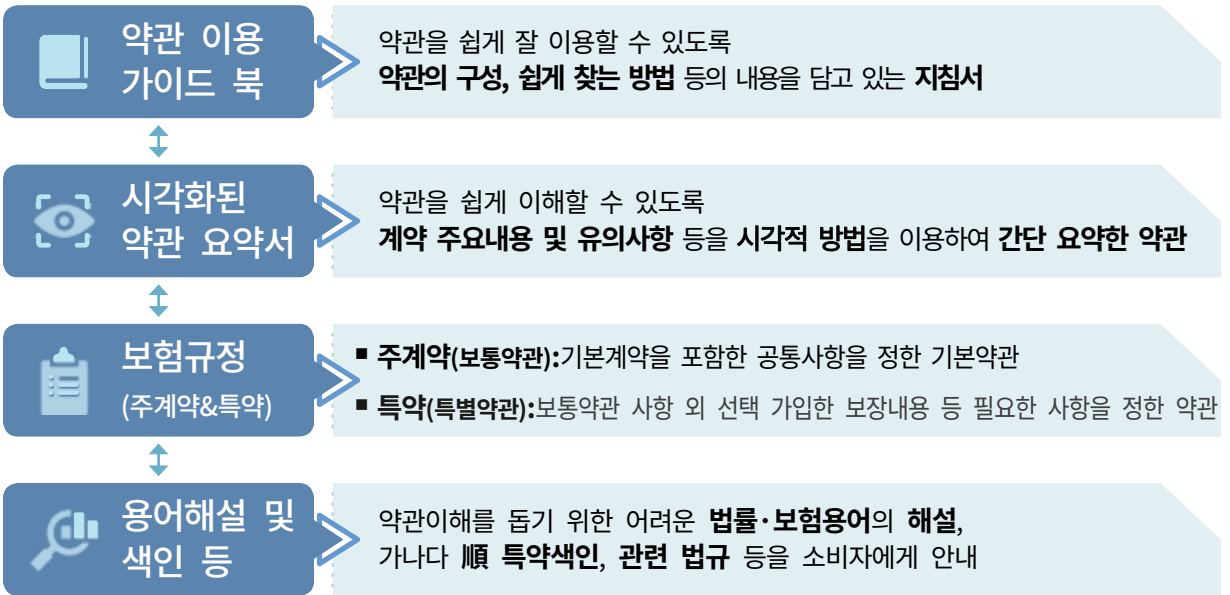 약관 이용
가이드 북
약관을 쉽게 잘 이용할 수 있도록
약관의 구성, 쉽게 찾는 방법 등의 내용을 담고 있는 지침서
시각화된
약관 요약서
약관을 쉽게 이해할 수 있도록
계약 주요내용 및 유의사항 등을 시각적 방법을 이용하여 간단 요약한 약관
보험규정
(주계약&특약)
▪ 주계약(보통약관):기본계약을 포함한 공통사항을 정한 기본약관
▪ 특약(특별약관):보통약관 사항 외 선택 가입한 보장내용 등 필요한 사항을 정한 약관
용어해설 및
색인 등
약관이해를 돕기 위한 어려운 법률·보험용어의 해설,
가나다 順 특약색인, 관련 법규 등을 소비자에게 안내